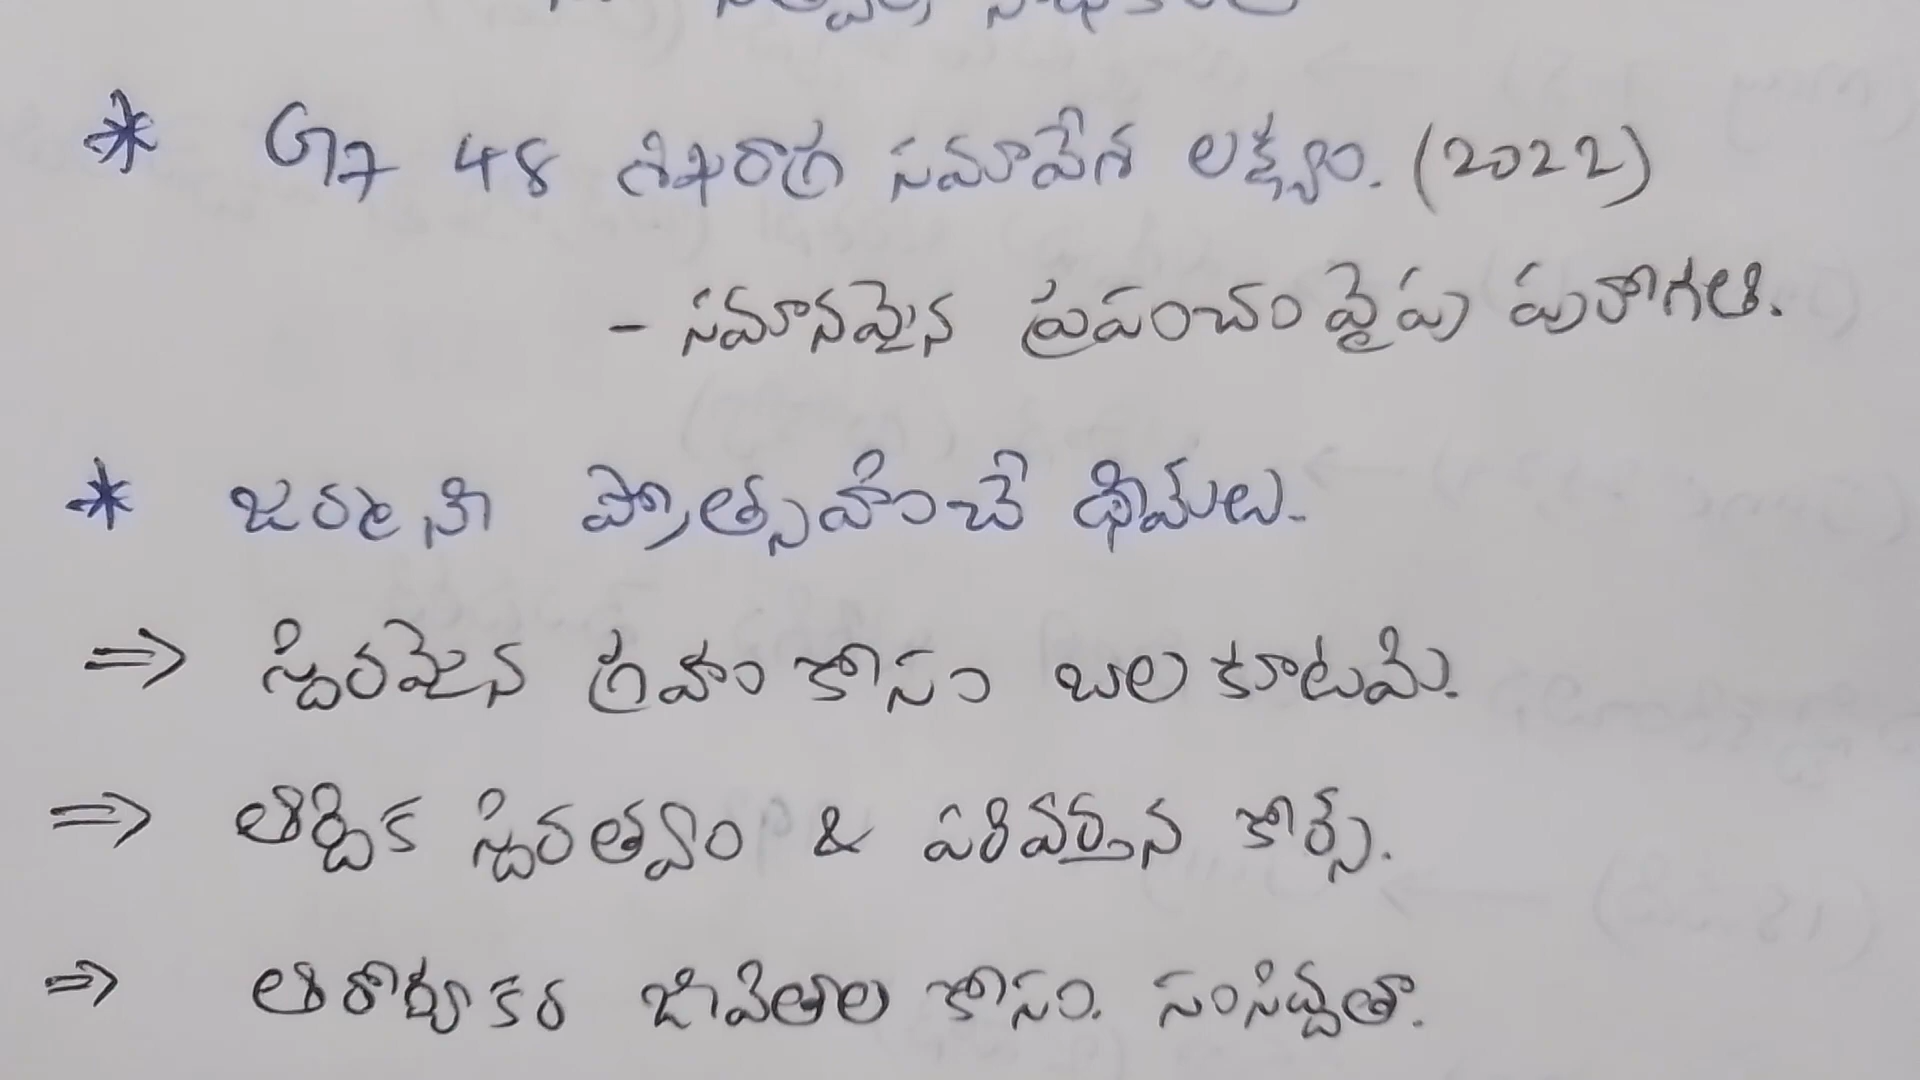 * G7 48 శిఖరాగ్ర సమావేశ లక్ష్యం. (2022)
- సమానమైన ప్రపంచం వైపు పురోగతి.
* జర్మని ప్రోత్సహించే థీమ్‌లు.
⇒ స్థిరమైన గ్రహం కోసం బల కూటమి.
⇒ ఆర్థిక స్థిరత్వం & పరివర్తన కోర్సే.
⇒ ఆరోగ్యకర జీవితాల కోసం. సంసిద్ధతా.